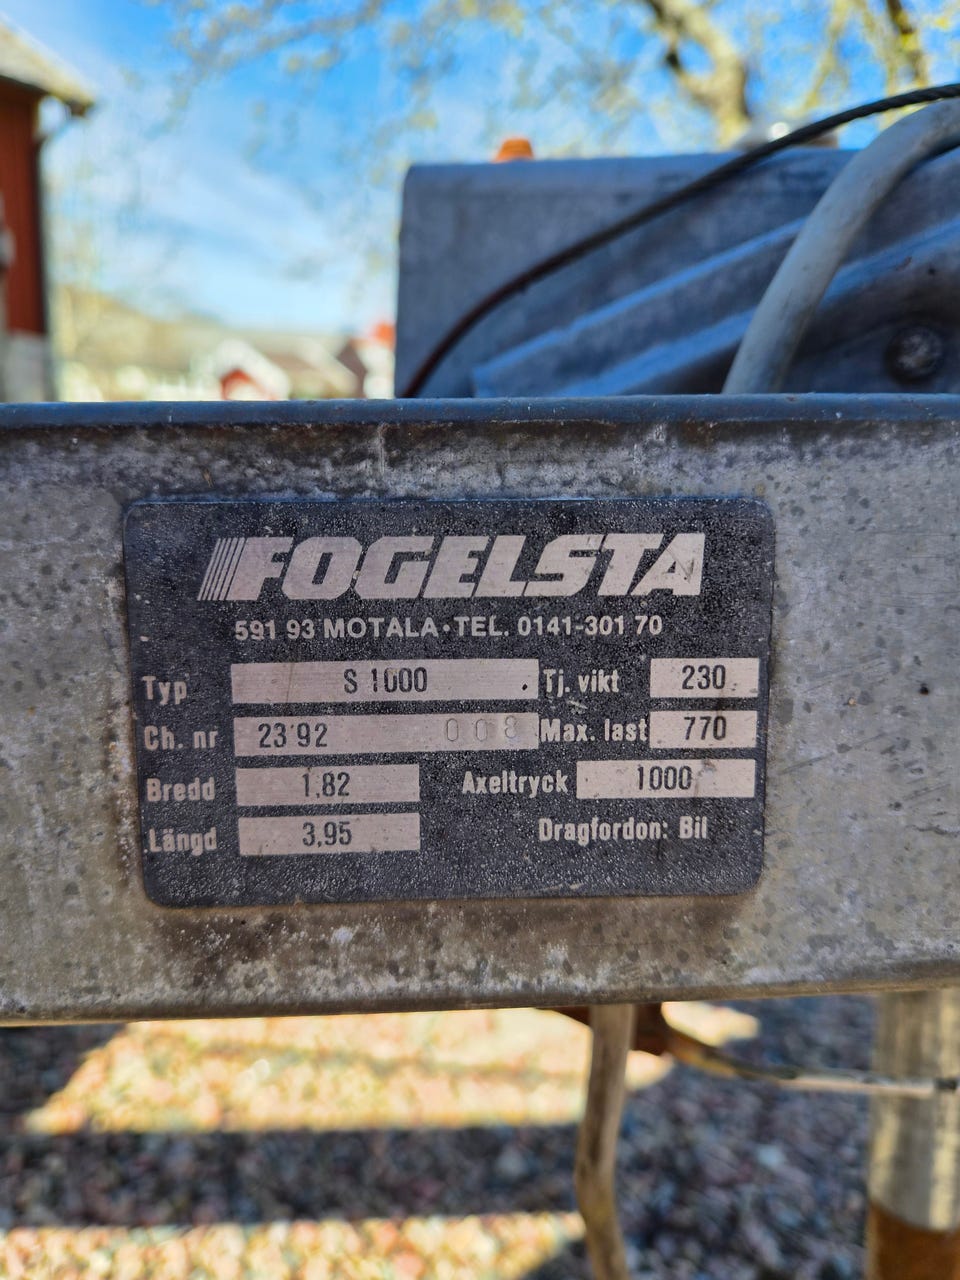 FOGELSTA
591 93 MOTALA · TEL. 0141-301 70
Typ S 1000 Tj. vikt 230
Ch. nr 23 92 008 Max. last 770
Bredd 1,82 Axeltryck 1000
Längd 3,95 Dragfordon: Bil